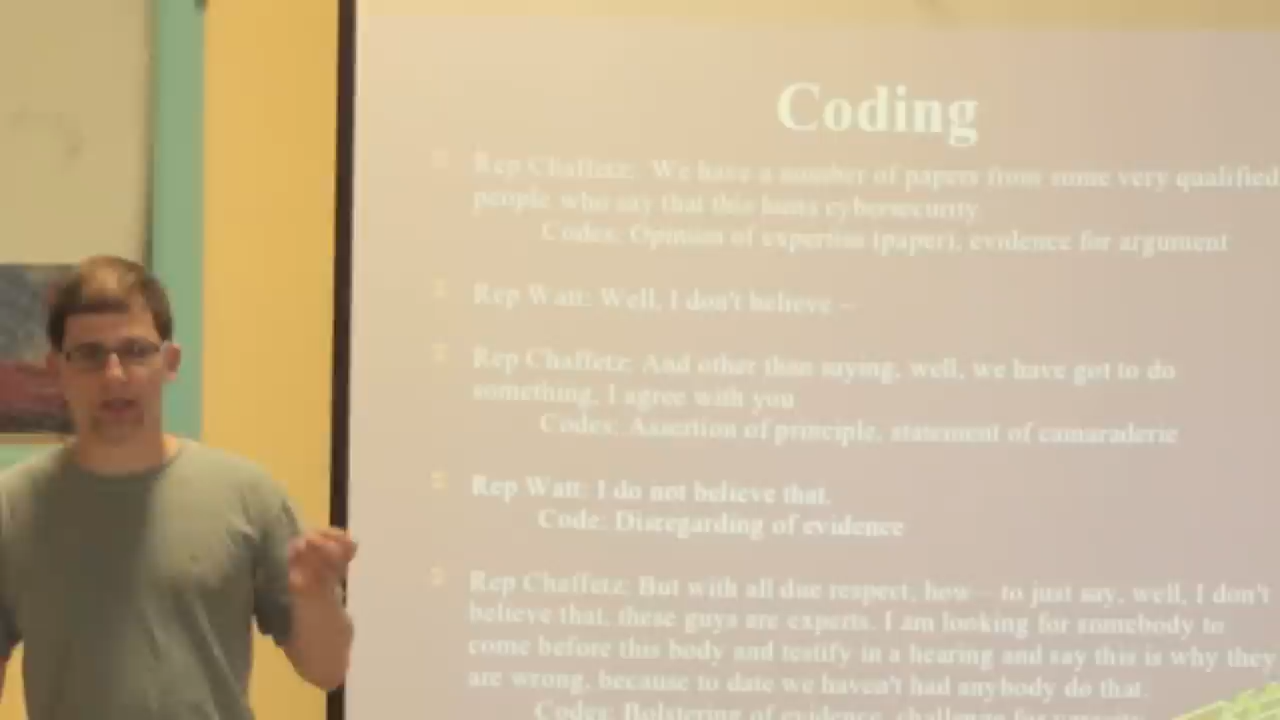 Coding
Rep Chaffetz: We have a number of papers from some very qualified
people who say that this harms cybersecurity.
Codes: Opinion of expertise (paper), evidence for argument
Rep Watt: Well, I don't believe –
Rep Chaffetz: And other than saying, well, we have got to do
something, I agree with you
Codes: Assertion of principle, statement of camaraderie
Rep Watt: I do not believe that.
Code: Disregarding of evidence
Rep Chaffetz: But with all due respect, how – to just say, well, I don't
believe that, these guys are experts. I am looking for somebody to
come before this body and testify in a hearing and say this is why they
are wrong, because to date we haven't had anybody do that.
Codes: Bolstering of evidence, challenge for